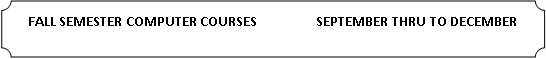 FALL SEMESTER COMPUTER COURSES SEPTEMBER THRU TO DECEMBER